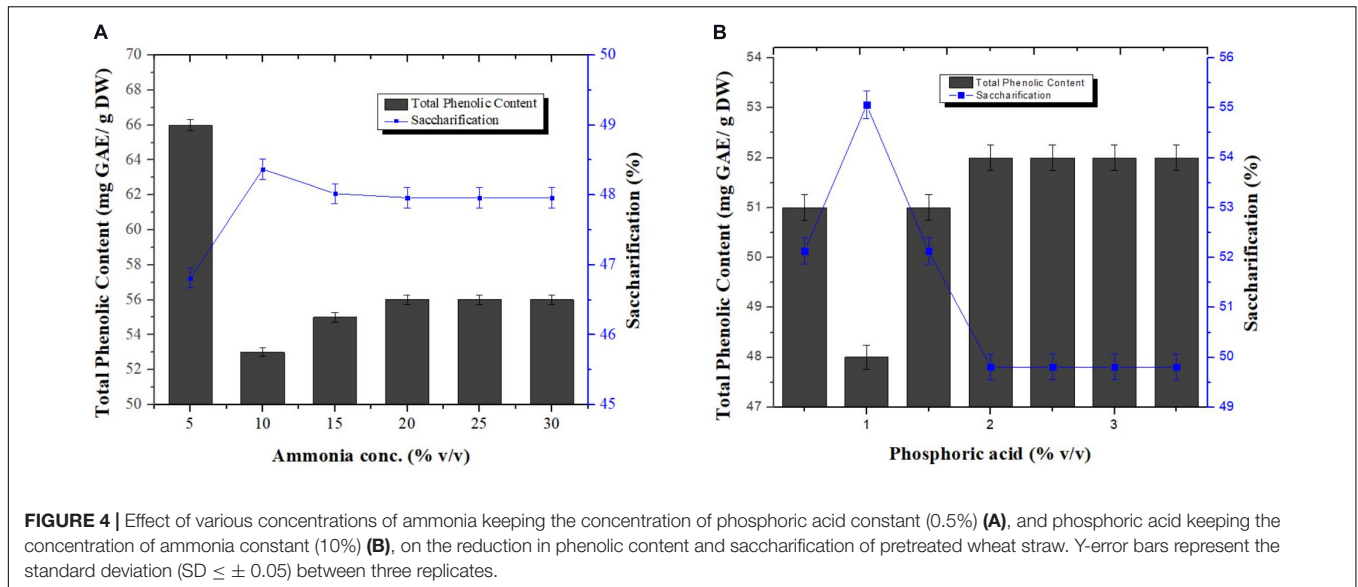 A
Total Phenolic Content (mg GAE/ g DW)
70
68
66
64
62
60
58
56
54
52
50
Total Phenolic Content
Saccharification
50
49
48
47
46
45
Saccharification (%)
5 10 15 20 25 30
Ammonia conc. (% v/v)
B
Total Phenolic Content (mg GAE/ g DW)
54
53
52
51
50
49
48
47
Total Phenolic Content
Saccharification
56
55
54
53
52
51
50
49
Saccharification (%)
1 2 3
Phosphoric acid (% v/v)
FIGURE 4 | Effect of various concentrations of ammonia keeping the concentration of phosphoric acid constant (0.5%) (A), and phosphoric acid keeping the
concentration of ammonia constant (10%) (B), on the reduction in phenolic content and saccharification of pretreated wheat straw. Y-error bars represent the
standard deviation (SD ≤ ± 0.05) between three replicates.